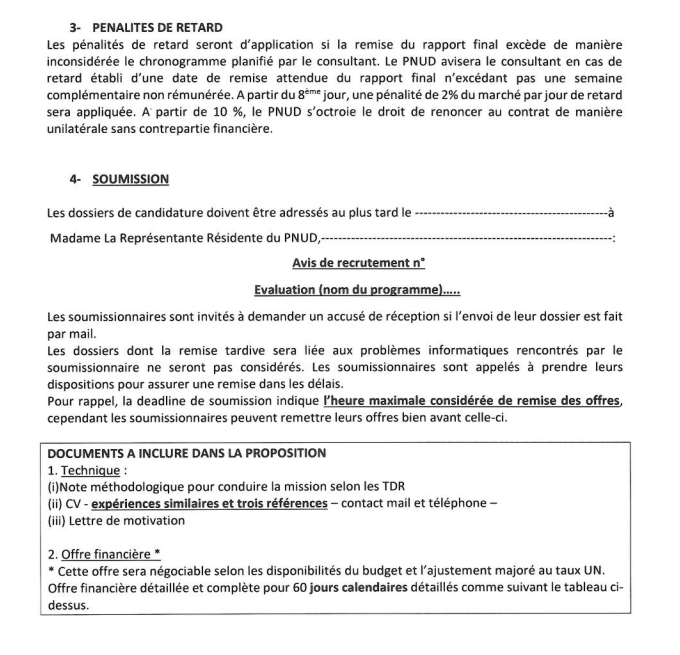 3- PENALITES DE RETARD
Les pénalités de retard seront d'application si la remise du rapport final excède de manière
inconsidérée le chronogramme planifié par le consultant. Le PNUD avisera le consultant en cas de
retard établi d'une date de remise attendue du rapport final n'excédant pas une semaine
complémentaire non rémunérée. A partir du 8ème jour, une pénalité de 2% du marché par jour de retard
sera appliquée. A partir de 10 %, le PNUD s'octroie le droit de renoncer au contrat de manière
unilatérale sans contrepartie financière.
4- SOUMISSION
Les dossiers de candidature doivent être adressés au plus tard le --------------------------------------------à
Madame La Représentante Résidente du PNUD,-------------------------------------------------------------------:
Avis de recrutement n°
Evaluation (nom du programme).....
Les soumissionnaires sont invités à demander un accusé de réception si l'envoi de leur dossier est fait
par mail.
Les dossiers dont la remise tardive sera liée aux problèmes informatiques rencontrés par le
soumissionnaire ne seront pas considérés. Les soumissionnaires sont appelés à prendre leurs
dispositions pour assurer une remise dans les délais.
Pour rappel, la deadline de soumission indique l'heure maximale considérée de remise des offres,
cependant les soumissionnaires peuvent remettre leurs offres bien avant celle-ci.
DOCUMENTS A INCLURE DANS LA PROPOSITION
1. Technique :
(i)Note méthodologique pour conduire la mission selon les TDR
(ii) CV - expériences similaires et trois références – contact mail et téléphone –
(iii) Lettre de motivation
2. Offre financière *
* Cette offre sera négociable selon les disponibilités du budget et l'ajustement majoré au taux UN.
Offre financière détaillée et complète pour 60 jours calendaires détaillés comme suivant le tableau ci-
dessus.